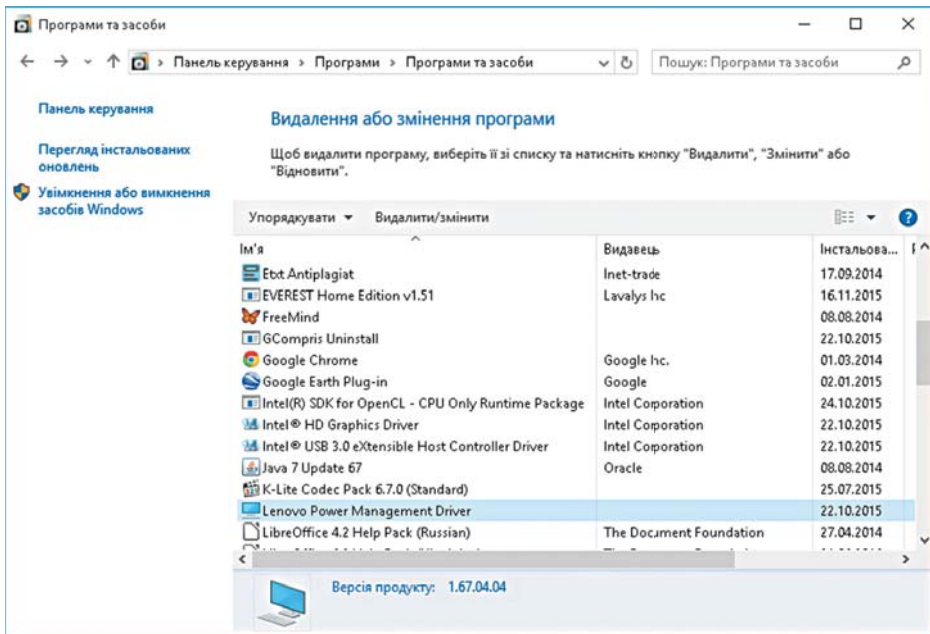 Програми та засоби
Панель керування > Програми > Програми та засоби
Пошук: Програми та засоби
Панель керування
Перегляд інстальованих
оновлень
Увімкнення або вимкнення
засобів Windows
Видалення або змінення програми
Щоб видалити програму, виберіть її зі списку та натисніть кнопку "Видалити", "Змінити" або
"Відновити".
Упорядкувати Видалити/змінити
Ім'я Видавець Інстальова...
Etxt Antiplagiat Inet-trade 17.09.2014
EVEREST Home Edition v1.51 Lavalys Inc 16.11.2015
FreeMind 08.08.2014
GCompris Uninstall 22.10.2015
Google Chrome Google Inc. 01.03.2014
Google Earth Plug-in Google 02.01.2015
Intel(R) SDK for OpenCL - CPU Only Runtime Package Intel Corporation 24.10.2015
Intel® HD Graphics Driver Intel Corporation 22.10.2015
Intel® USB 3.0 eXtensible Host Controller Driver Intel Corporation 22.10.2015
Java 7 Update 67 Oracle 08.08.2014
K-Lite Codec Pack 6.7.0 (Standard) 25.07.2015
Lenovo Power Management Driver 22.10.2015
LibreOffice 4.2 Help Pack (Russian) The Document Foundation 27.04.2014
Версія продукту: 1.67.04.04